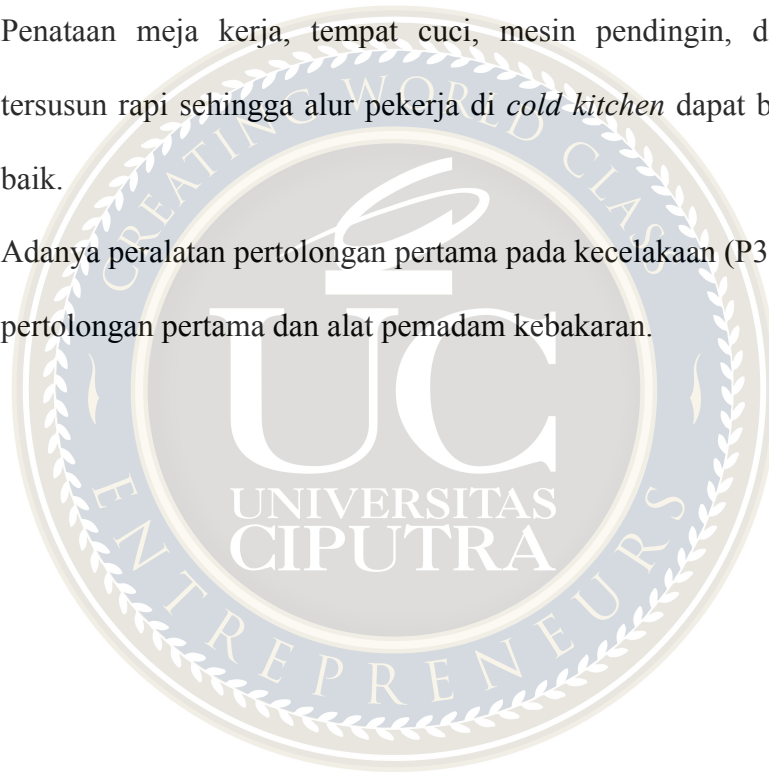 Penataan meja kerja, tempat cuci, mesin pendingin, d
tersusun rapi sehingga alur pekerja di cold kitchen dapat b
baik.
Adanya peralatan pertolongan pertama pada kecelakaan (P3
pertolongan pertama dan alat pemadam kebakaran.
CREATING WORLD CLASS
UC
UNIVERSITAS
CIPUTRA
ENTREPRENEURS